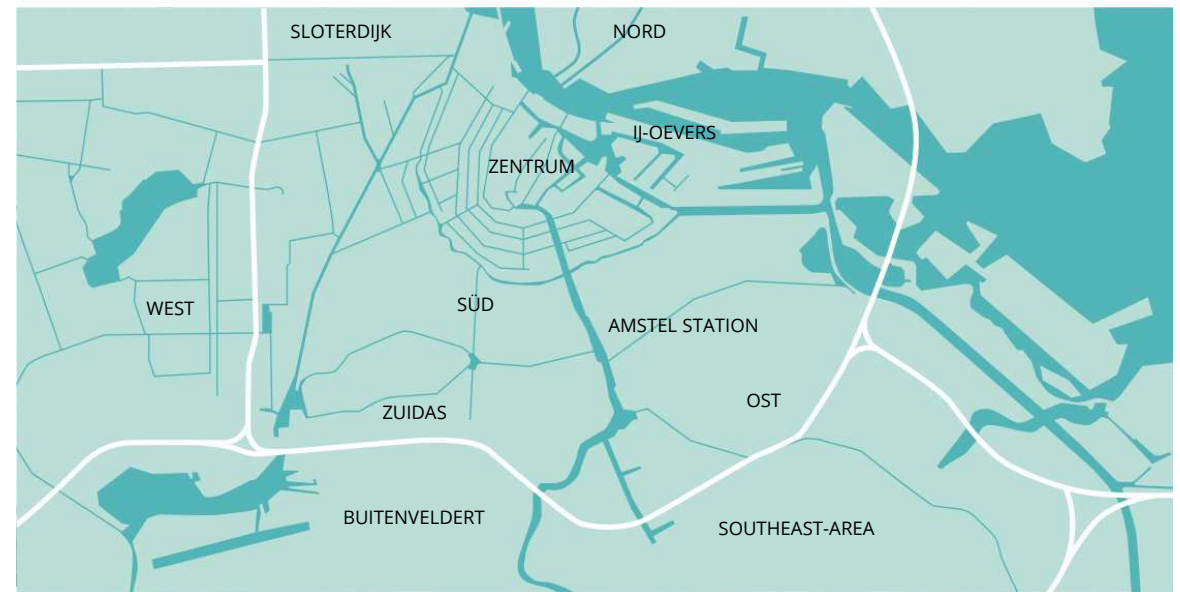 SLOTERDIJK
NORD
IJ-OEVERS
ZENTRUM
WEST
SÜD
AMSTEL STATION
ZUIDAS
OST
BUITENVELDERT
SOUTHEAST-AREA